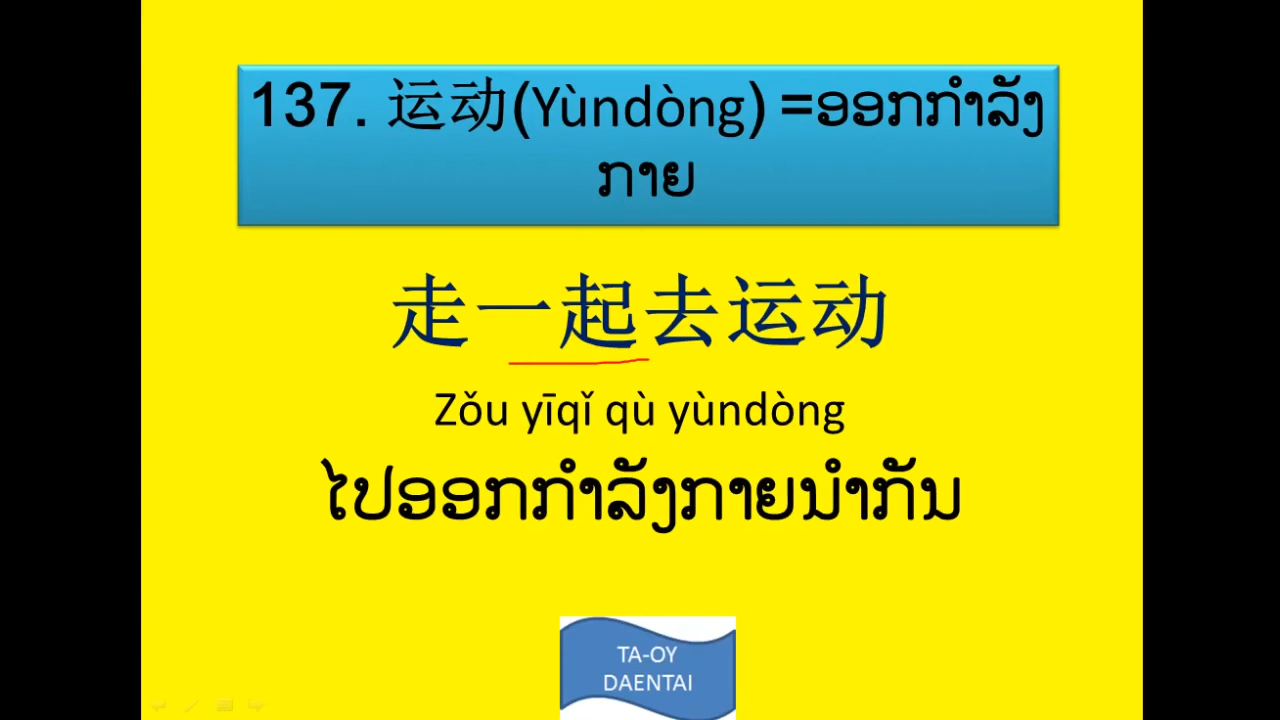 137. 运动(Yùndòng) =ອອກກຳລັງ
ກາຍ
走一起去运动
Zǒu yīqǐ qù yùndòng
ໄປອອກກຳລັງກາຍນຳກັນ
TA-OY
DAENTAI